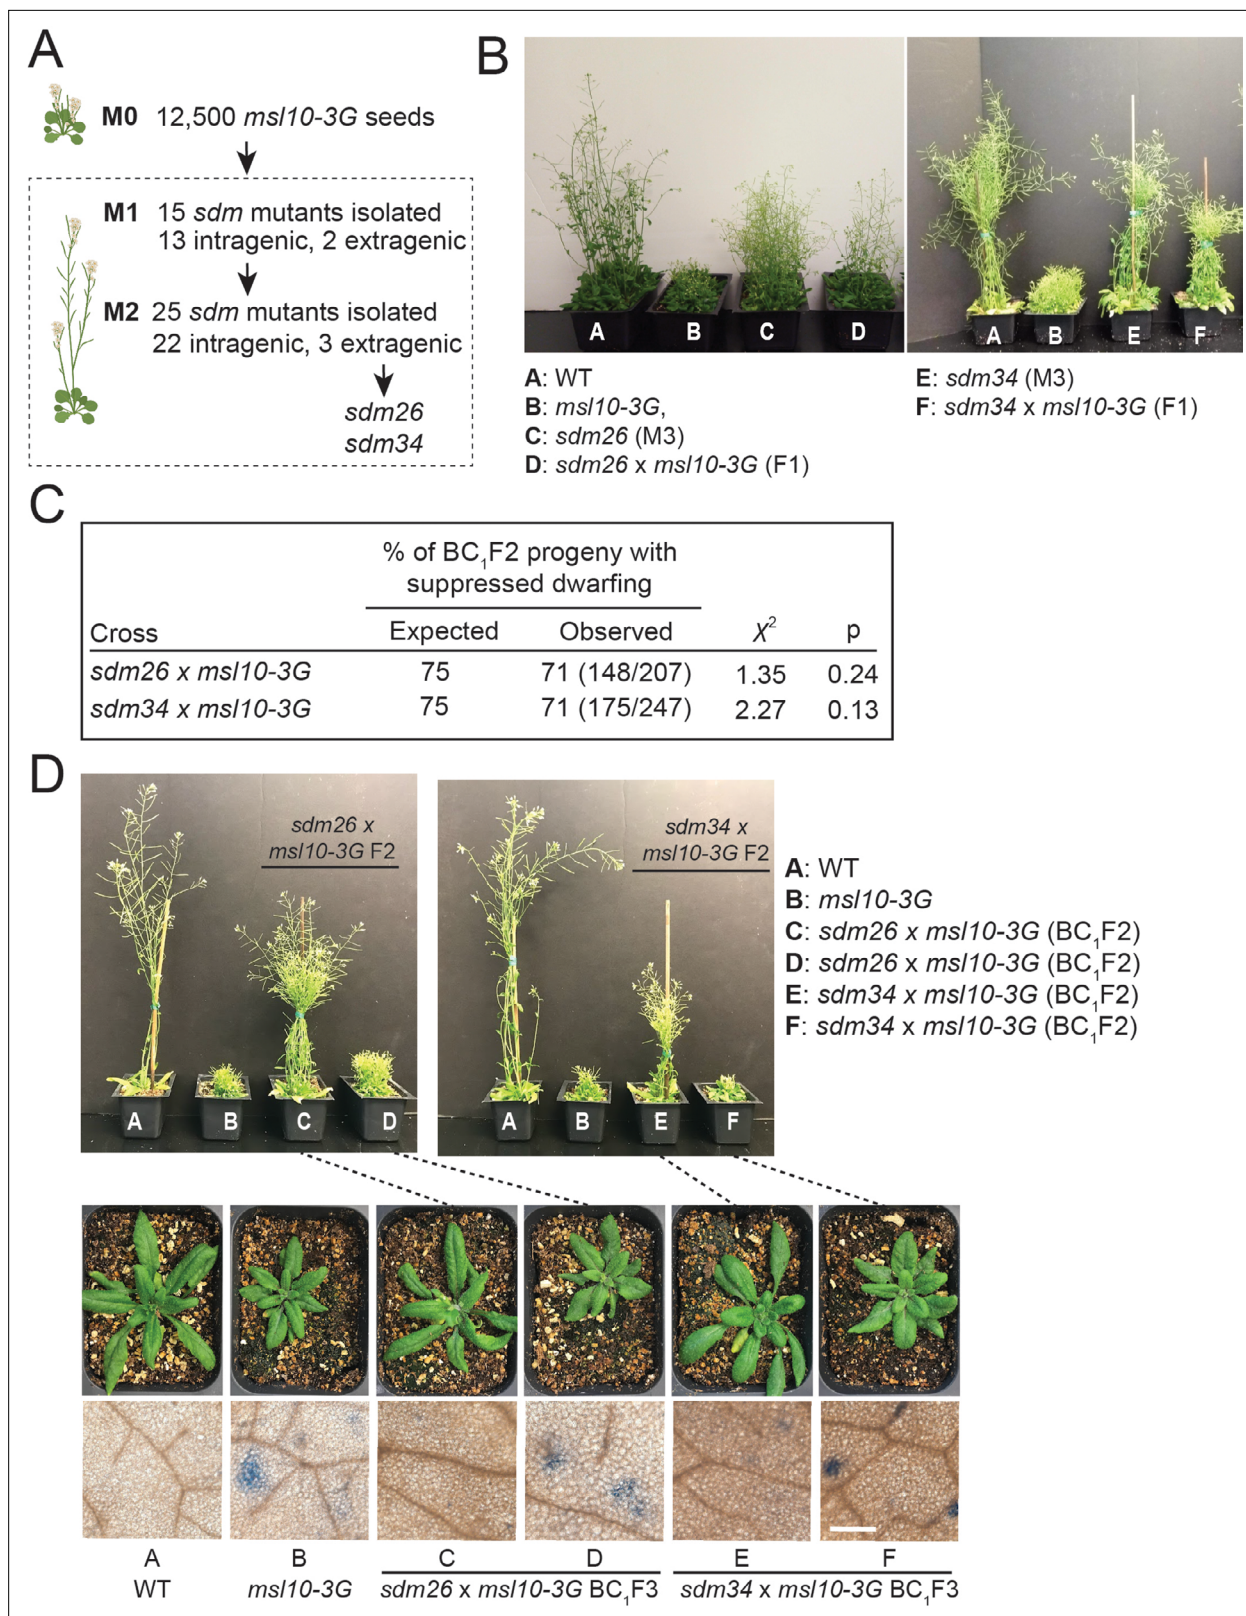 A
M0 12,500 msl10-3G seeds
M1 15 sdm mutants isolated
13 intragenic, 2 extragenic
M2 25 sdm mutants isolated
22 intragenic, 3 extragenic
sdm26
sdm34
B
A B C D
A B E F
A: WT
B: msl10-3G,
C: sdm26 (M3)
D: sdm26 x msl10-3G (F1)
E: sdm34 (M3)
F: sdm34 x msl10-3G (F1)
C
% of BC1F2 progeny with
suppressed dwarfing
Cross Expected Observed χ2 p
sdm26 x msl10-3G 75 71 (148/207) 1.35 0.24
sdm34 x msl10-3G 75 71 (175/247) 2.27 0.13
D
sdm26 x
msl10-3G F2
A B C D
sdm34 x
msl10-3G F2
A B E F
A: WT
B: msl10-3G
C: sdm26 x msl10-3G (BC1F2)
D: sdm26 x msl10-3G (BC1F2)
E: sdm34 x msl10-3G (BC1F2)
F: sdm34 x msl10-3G (BC1F2)
A B C D E F
WT msl10-3G sdm26 x msl10-3G BC1F3 sdm34 x msl10-3G BC1F3